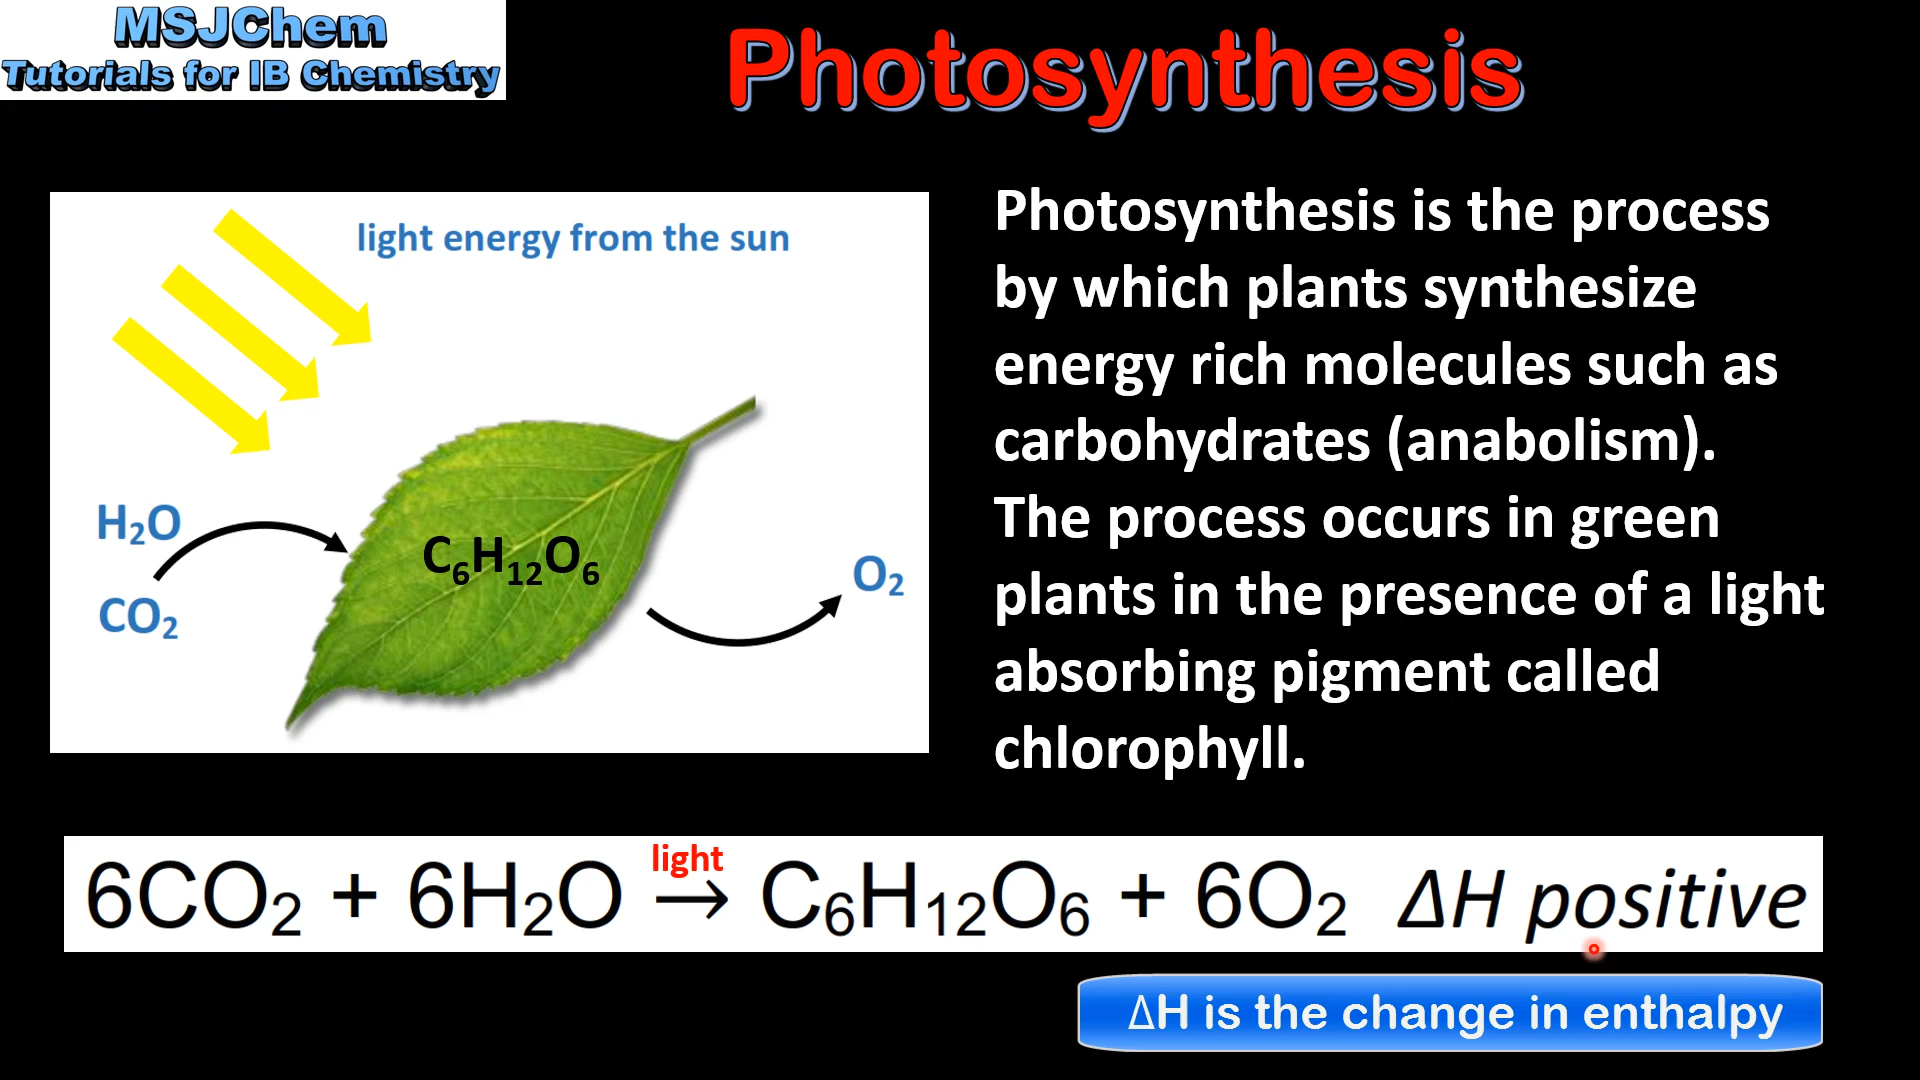 MSJChem
Tutorials for IB Chemistry
Photosynthesis
light energy from the sun
H₂O
CO₂
C₆H₁₂O₆
O₂
Photosynthesis is the process
by which plants synthesize
energy rich molecules such as
carbohydrates (anabolism).
The process occurs in green
plants in the presence of a light
absorbing pigment called
chlorophyll.
light
6CO₂ + 6H₂O → C₆H₁₂O₆ + 6O₂ ΔH positive
ΔH is the change in enthalpy